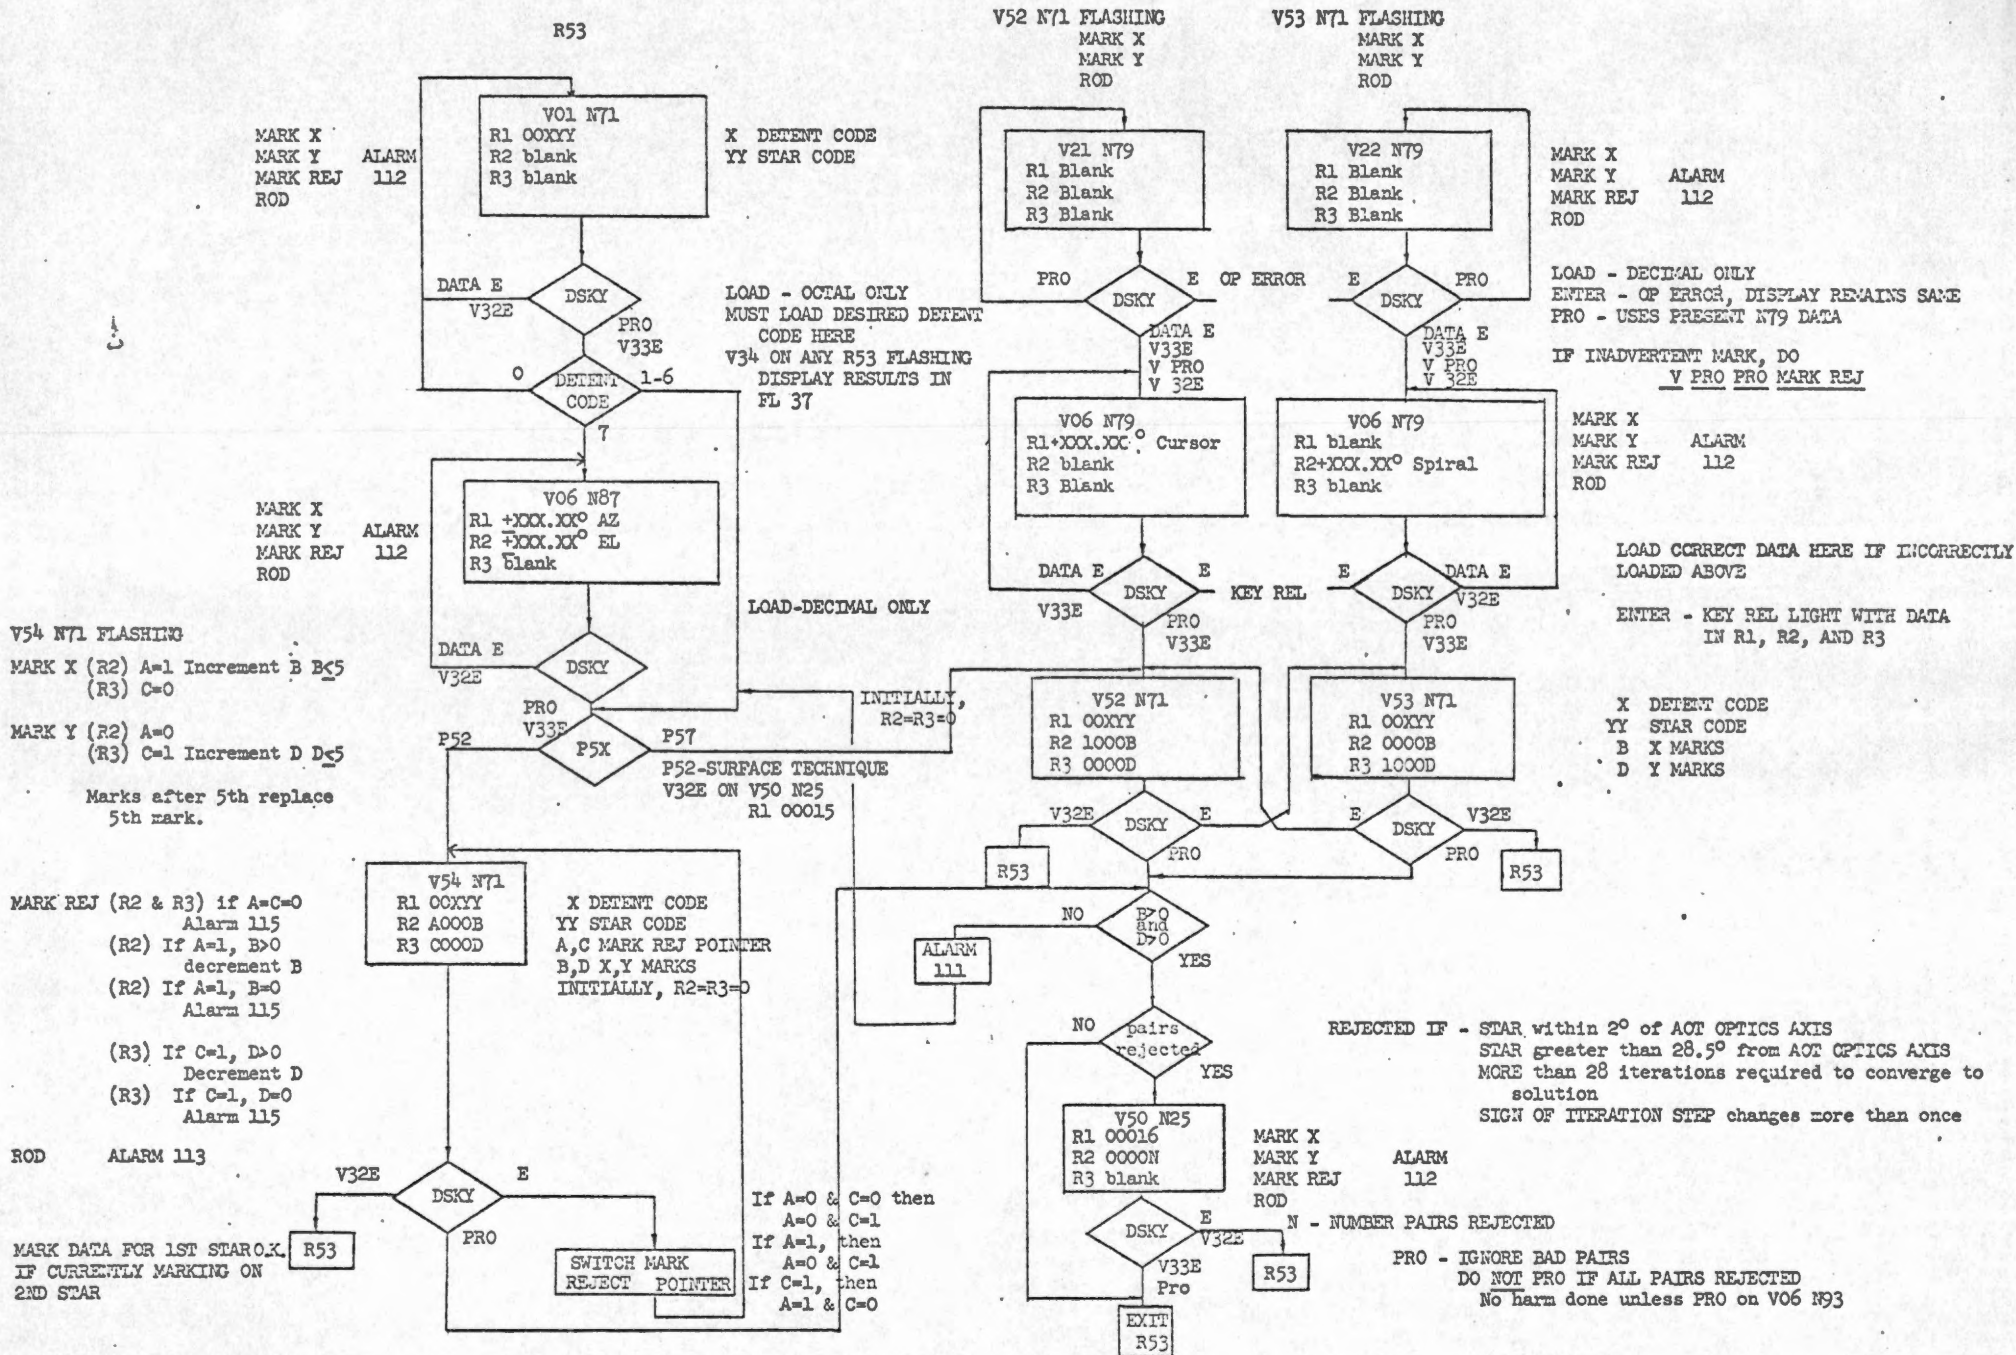 R53
V01 N71
R1 00XYY
R2 blank
R3 blank
MARK X
MARK Y ALARM
MARK REJ 112
ROD
X DETENT CODE
YY STAR CODE
DATA E
V32E
DSKY
PRO
V33E
LOAD - OCTAL ONLY
MUST LOAD DESIRED DETENT
CODE HERE
V34 ON ANY R53 FLASHING
DISPLAY RESULTS IN
FL 37
0
DETENT
CODE
1-6
7
V06 N87
R1 +XXX.XX° AZ
R2 +XXX.XX° EL
R3 blank
MARK X
MARK Y ALARM
MARK REJ 112
ROD
LOAD-DECIMAL ONLY
DATA E
V32E
DSKY
PRO
V33E
P52
P5X
P57
P52-SURFACE TECHNIQUE
V32E ON V50 N25
R1 00015
INITIALLY,
R2=R3=0
V54 N71 FLASHING
MARK X (R2) A=1 Increment B B≤5
(R3) C=0
MARK Y (R2) A=0
(R3) C=1 Increment D D≤5
Marks after 5th replace
5th mark.
MARK REJ (R2 & R3) if A=C=0
Alarm 115
(R2) If A=1, B>0
decrement B
(R2) If A=1, B=0
Alarm 115
(R3) If C=1, D>0
Decrement D
(R3) If C=1, D=0
Alarm 115
ROD ALARM 113
V54 N71
R1 00XYY
R2 A000B
R3 C000D
X DETENT CODE
YY STAR CODE
A,C MARK REJ POINTER
B,D X,Y MARKS
INITIALLY, R2=R3=0
V32E
DSKY
E
PRO
R53
MARK DATA FOR 1ST STAR O.K.
IF CURRENTLY MARKING ON
2ND STAR
SWITCH MARK
REJECT POINTER
If A=0 & C=0 then
A=0 & C=1
If A=1, then
A=0 & C=1
If C=1, then
A=1 & C=0
V52 N71 FLASHING
MARK X
MARK Y
ROD
V21 N79
R1 Blank
R2 Blank
R3 Blank
PRO
DSKY
E OP ERROR E
DATA E
V33E
V PRO
V 32E
V06 N79
R1+XXX.XX° Cursor
R2 blank
R3 Blank
DATA E
V33E
DSKY
E KEY REL E
PRO
V33E
V52 N71
R1 00XYY
R2 1000B
R3 0000D
V32E
DSKY
E
PRO
R53
V53 N71 FLASHING
MARK X
MARK Y
ROD
V22 N79
R1 Blank
R2 Blank
R3 Blank
MARK X
MARK Y ALARM
MARK REJ 112
ROD
DSKY
PRO
DATA E
V33E
V PRO
V 32E
LOAD - DECIMAL ONLY
ENTER - OP ERROR, DISPLAY REMAINS SAME
PRO - USES PRESENT N79 DATA
IF INADVERTENT MARK, DO
V PRO PRO MARK REJ
V06 N79
R1 blank
R2+XXX.XX° Spiral
R3 blank
MARK X
MARK Y ALARM
MARK REJ 112
ROD
DSKY
DATA E
V32E
PRO
V33E
LOAD CORRECT DATA HERE IF INCORRECTLY
LOADED ABOVE
ENTER - KEY REL LIGHT WITH DATA
IN R1, R2, AND R3
V53 N71
R1 00XYY
R2 0000B
R3 1000D
X DETENT CODE
YY STAR CODE
B X MARKS
D Y MARKS
E
DSKY
V32E
PRO
R53
NO
B>0
and
D>0
YES
ALARM
111
NO
pairs
rejected
YES
REJECTED IF - STAR within 2° of AOT OPTICS AXIS
STAR greater than 28.5° from AOT OPTICS AXIS
MORE than 28 iterations required to converge to
solution
SIGN OF ITERATION STEP changes more than once
V50 N25
R1 00016
R2 0000N
R3 blank
MARK X
MARK Y ALARM
MARK REJ 112
ROD
N - NUMBER PAIRS REJECTED
DSKY
E
V32E
V33E
Pro
R53
PRO - IGNORE BAD PAIRS
DO NOT PRO IF ALL PAIRS REJECTED
No harm done unless PRO on V06 N93
EXIT
R53